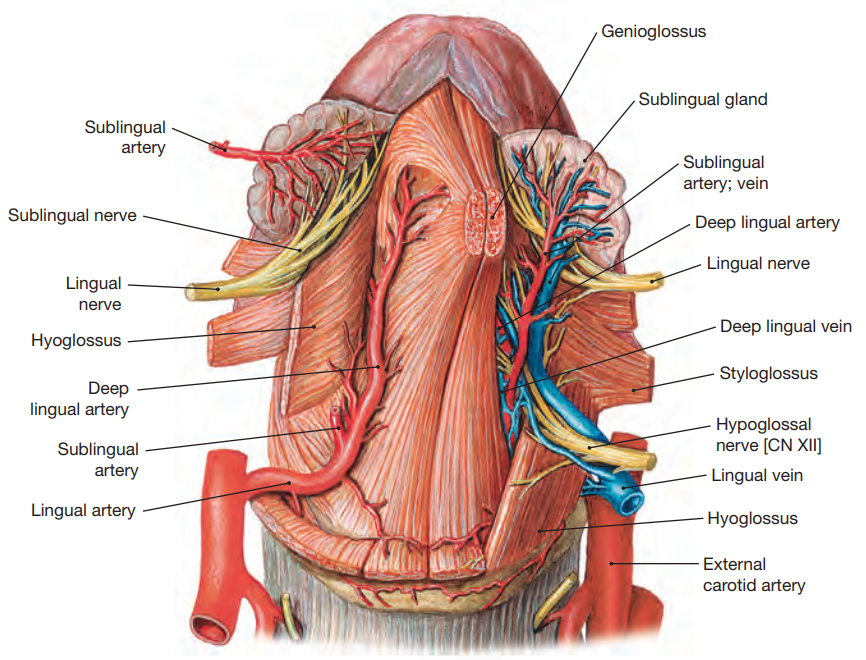 Genioglossus
Sublingual gland
Sublingual
artery; vein
Deep lingual artery
Lingual nerve
Deep lingual vein
Styloglossus
Hypoglossal
nerve [CN XII]
Lingual vein
Hyoglossus
External
carotid artery
Sublingual
artery
Sublingual nerve
Lingual
nerve
Hyoglossus
Deep
lingual artery
Sublingual
artery
Lingual artery